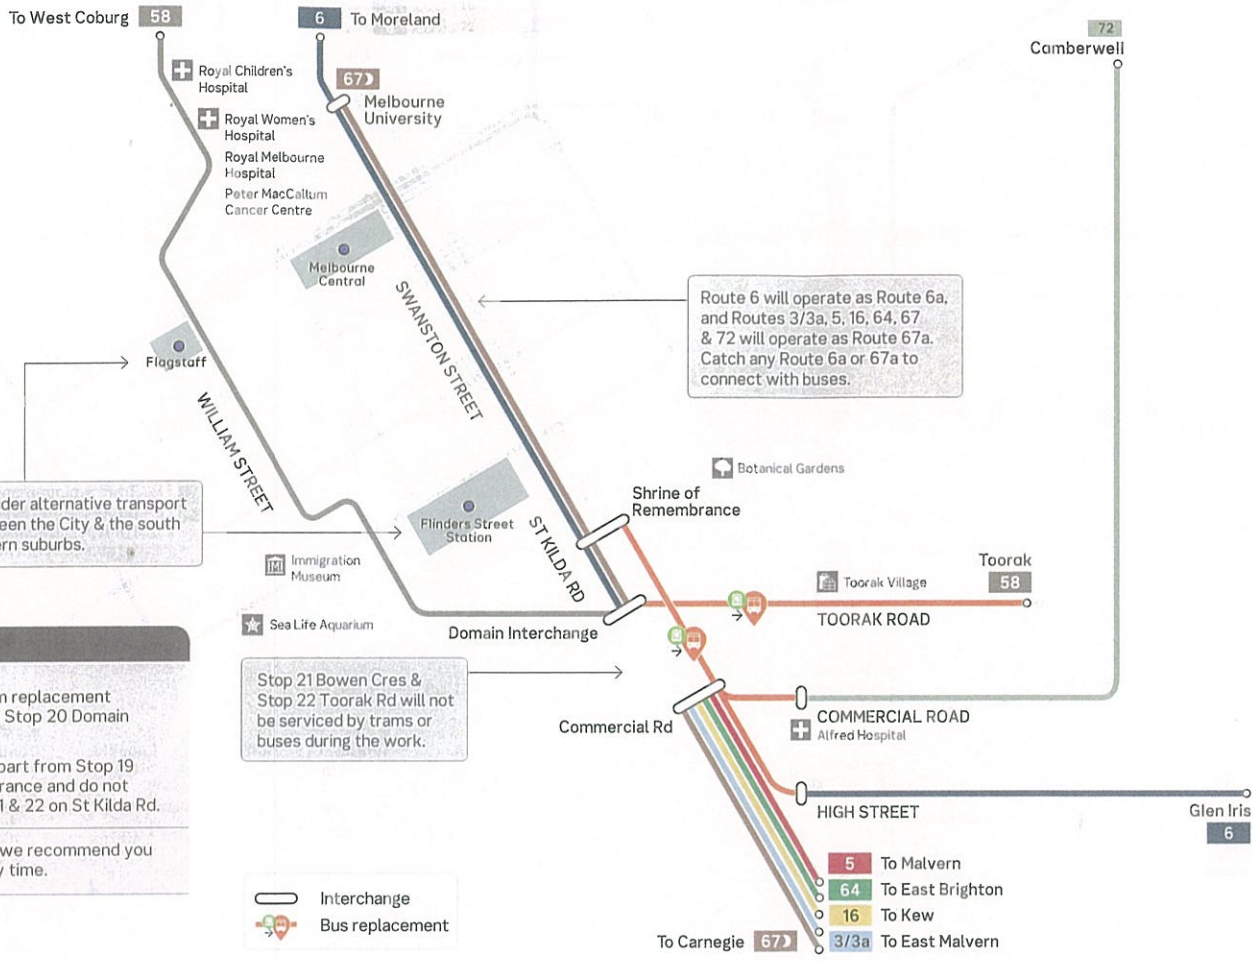 To West Coburg 58
6 To Moreland
72
Camberwell
67
Royal Children's
Hospital
Melbourne
University
Royal Women's
Hospital
Royal Melbourne
Hospital
Peter MacCallum
Cancer Centre
Melbourne
Central
SWANSTON STREET
Route 6 will operate as Route 6a,
and Routes 3/3a, 5, 16, 64, 67
& 72 will operate as Route 67a.
Catch any Route 6a or 67a to
connect with buses.
Flagstaff
WILLIAM STREET
Botanical Gardens
Shrine of
Remembrance
der alternative transport
een the City & the south
ern suburbs.
Flinders Street
Station
ST KILDA RD
Immigration
Museum
Toorak
58
Toorak Village
TOORAK ROAD
Sea Life Aquarium
Domain Interchange
Stop 21 Bowen Cres &
Stop 22 Toorak Rd will not
be serviced by trams or
buses during the work.
n replacement
Stop 20 Domain
part from Stop 19
rance and do not
1 & 22 on St Kilda Rd.
we recommend you
y time.
Commercial Rd
COMMERCIAL ROAD
Alfred Hospital
HIGH STREET
Glen Iris
6
5 To Malvern
64 To East Brighton
16 To Kew
3/3a To East Malvern
To Carnegie 67
Interchange
Bus replacement